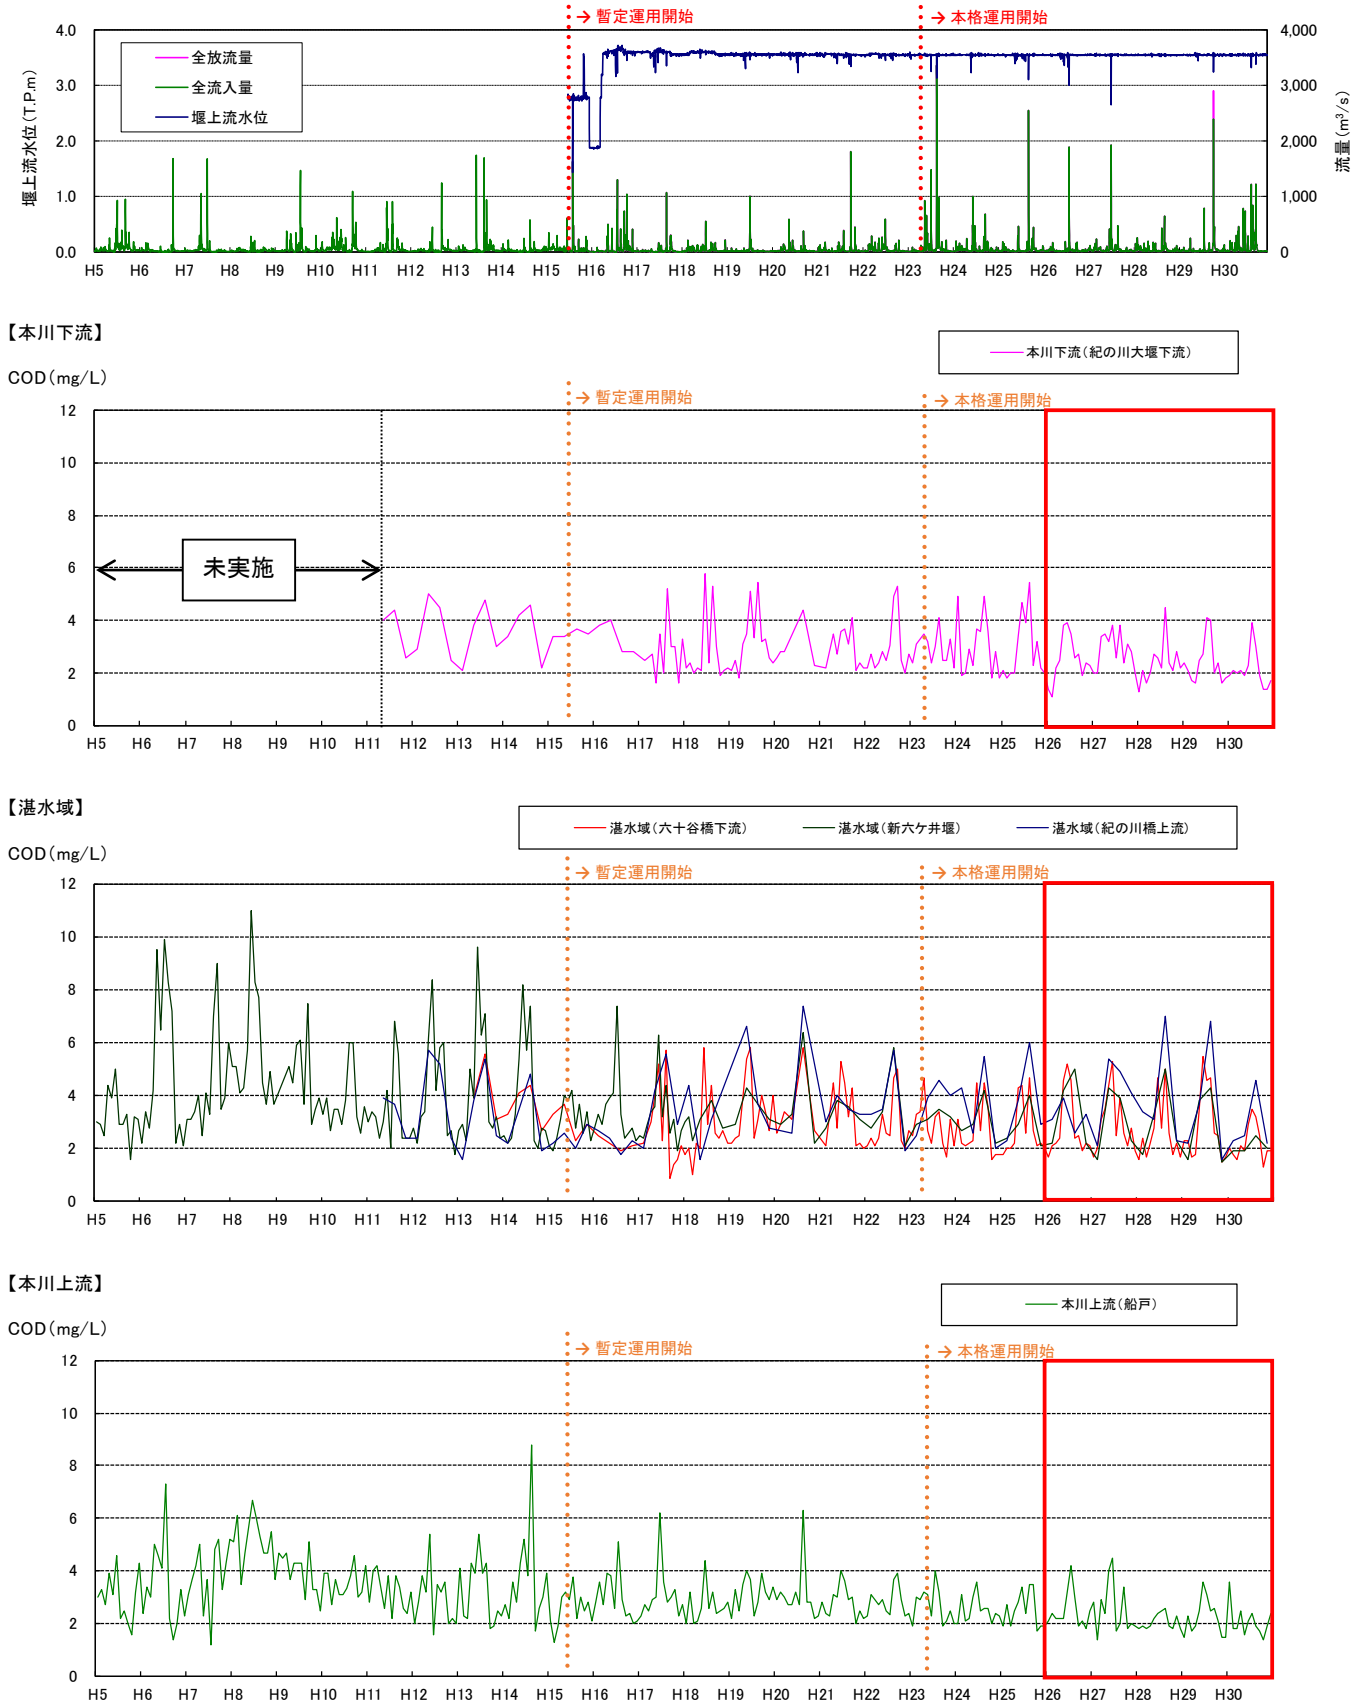 → 暫定運用開始
→ 本格運用開始
4.0
3.0
2.0
1.0
0.0
堰上流水位(T.P.m)
全放流量
全流入量
堰上流水位
4,000
3,000
2,000
1,000
0
流量(m³/s)
H5 H6 H7 H8 H9 H10 H11 H12 H13 H14 H15 H16 H17 H18 H19 H20 H21 H22 H23 H24 H25 H26 H27 H28 H29 H30
【本川下流】
本川下流(紀の川大堰下流)
COD(mg/L)
→ 暫定運用開始
→ 本格運用開始
12
10
8
6
4
2
0
未実施
H5 H6 H7 H8 H9 H10 H11 H12 H13 H14 H15 H16 H17 H18 H19 H20 H21 H22 H23 H24 H25 H26 H27 H28 H29 H30
【湛水域】
湛水域(六十谷橋下流) 湛水域(新六ケ井堰) 湛水域(紀の川橋上流)
COD(mg/L)
→ 暫定運用開始
→ 本格運用開始
12
10
8
6
4
2
0
H5 H6 H7 H8 H9 H10 H11 H12 H13 H14 H15 H16 H17 H18 H19 H20 H21 H22 H23 H24 H25 H26 H27 H28 H29 H30
【本川上流】
本川上流(船戸)
COD(mg/L)
→ 暫定運用開始
→ 本格運用開始
12
10
8
6
4
2
0
H5 H6 H7 H8 H9 H10 H11 H12 H13 H14 H15 H16 H17 H18 H19 H20 H21 H22 H23 H24 H25 H26 H27 H28 H29 H30